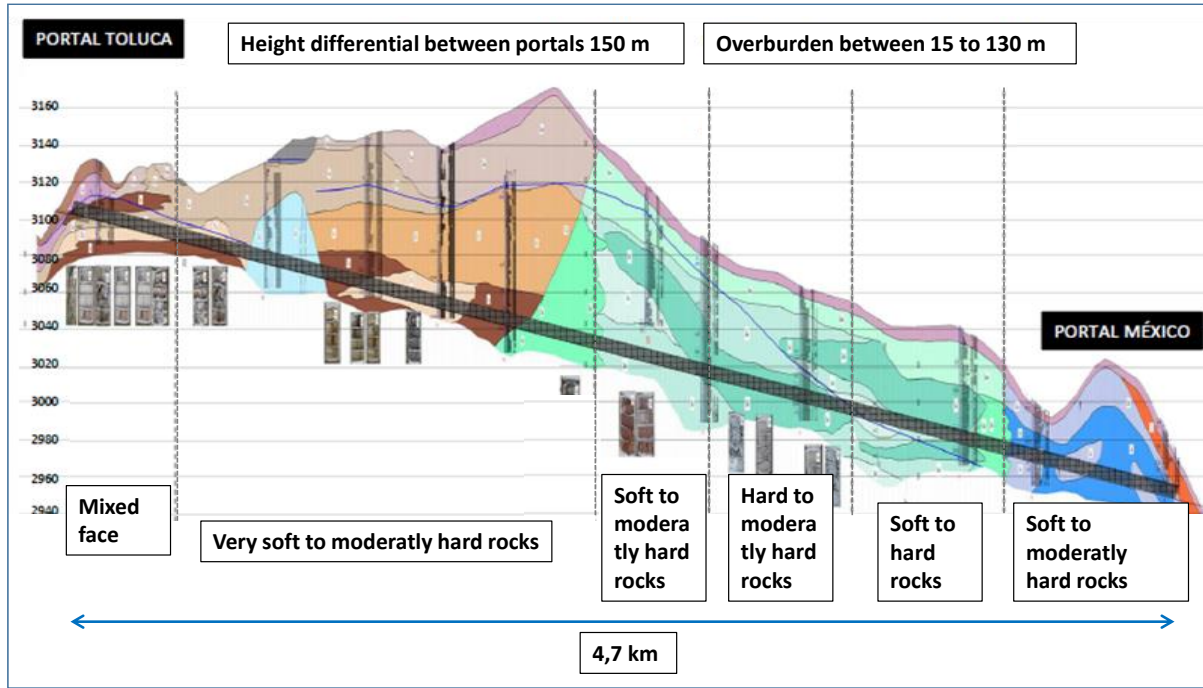 PORTAL TOLUCA
Height differential between portals 150 m
Overburden between 15 to 130 m
3160
3140
3120
3100
3080
3060
3040
3020
3000
2980
2960
2940
PORTAL MÉXICO
Mixed
face
Very soft to moderatly hard rocks
Soft to
modera
tly hard
rocks
Hard to
modera
tly hard
rocks
Soft to
hard
rocks
Soft to
moderatly
hard rocks
4,7 km